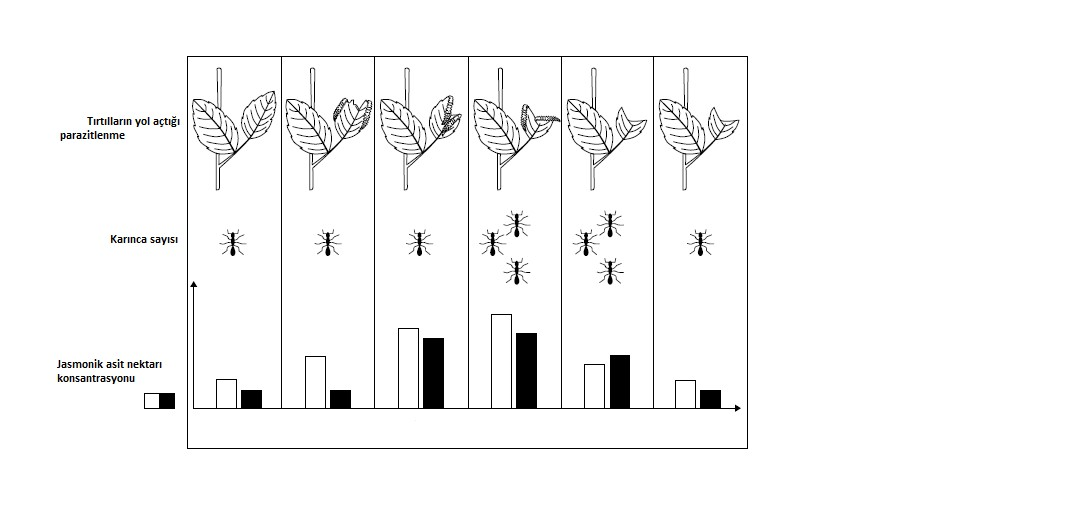 Tırtılların yol açtığı
parazitlenme
Karınca sayısı
Jasmonik asit nektarı
konsantrasyonu